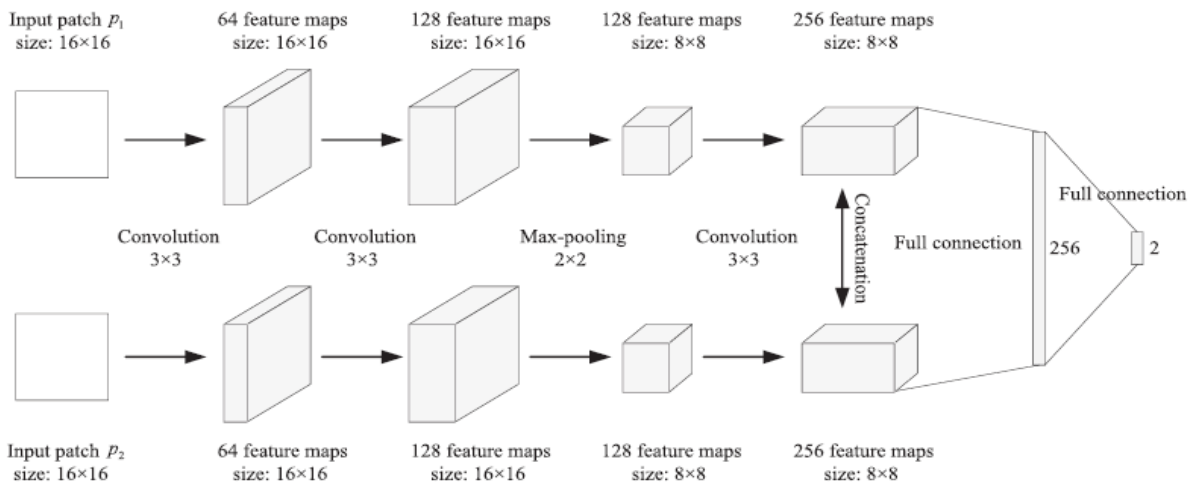 Input patch p₁
size: 16×16
64 feature maps
size: 16×16
128 feature maps
size: 16×16
128 feature maps
size: 8×8
256 feature maps
size: 8×8
Convolution
3×3
Convolution
3×3
Max-pooling
2×2
Convolution
3×3
Concatenation
Full connection
256
Full connection
2
Input patch p₂
size: 16×16
64 feature maps
size: 16×16
128 feature maps
size: 16×16
128 feature maps
size: 8×8
256 feature maps
size: 8×8